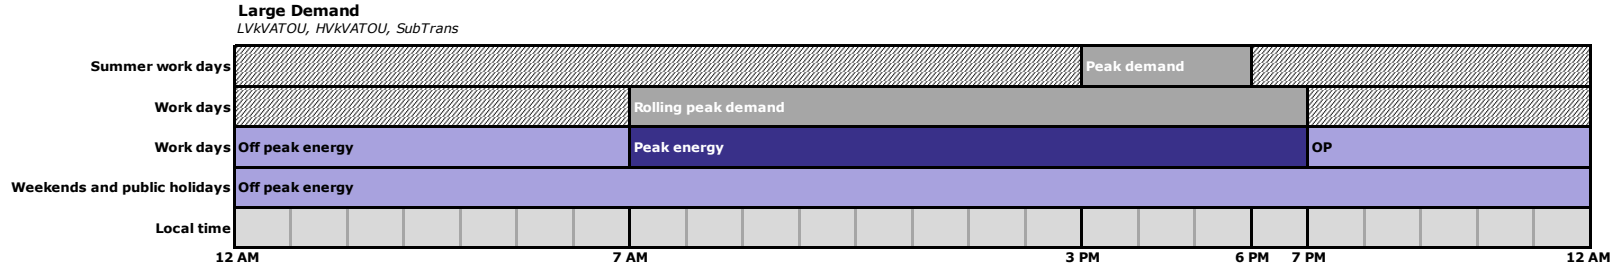 Large Demand
LVkVATOU, HVkVATOU, SubTrans
Summer work days Peak demand
Work days Rolling peak demand
Work days Off peak energy Peak energy OP
Weekends and public holidays Off peak energy
Local time
12 AM 7 AM 3 PM 6 PM 7 PM 12 AM